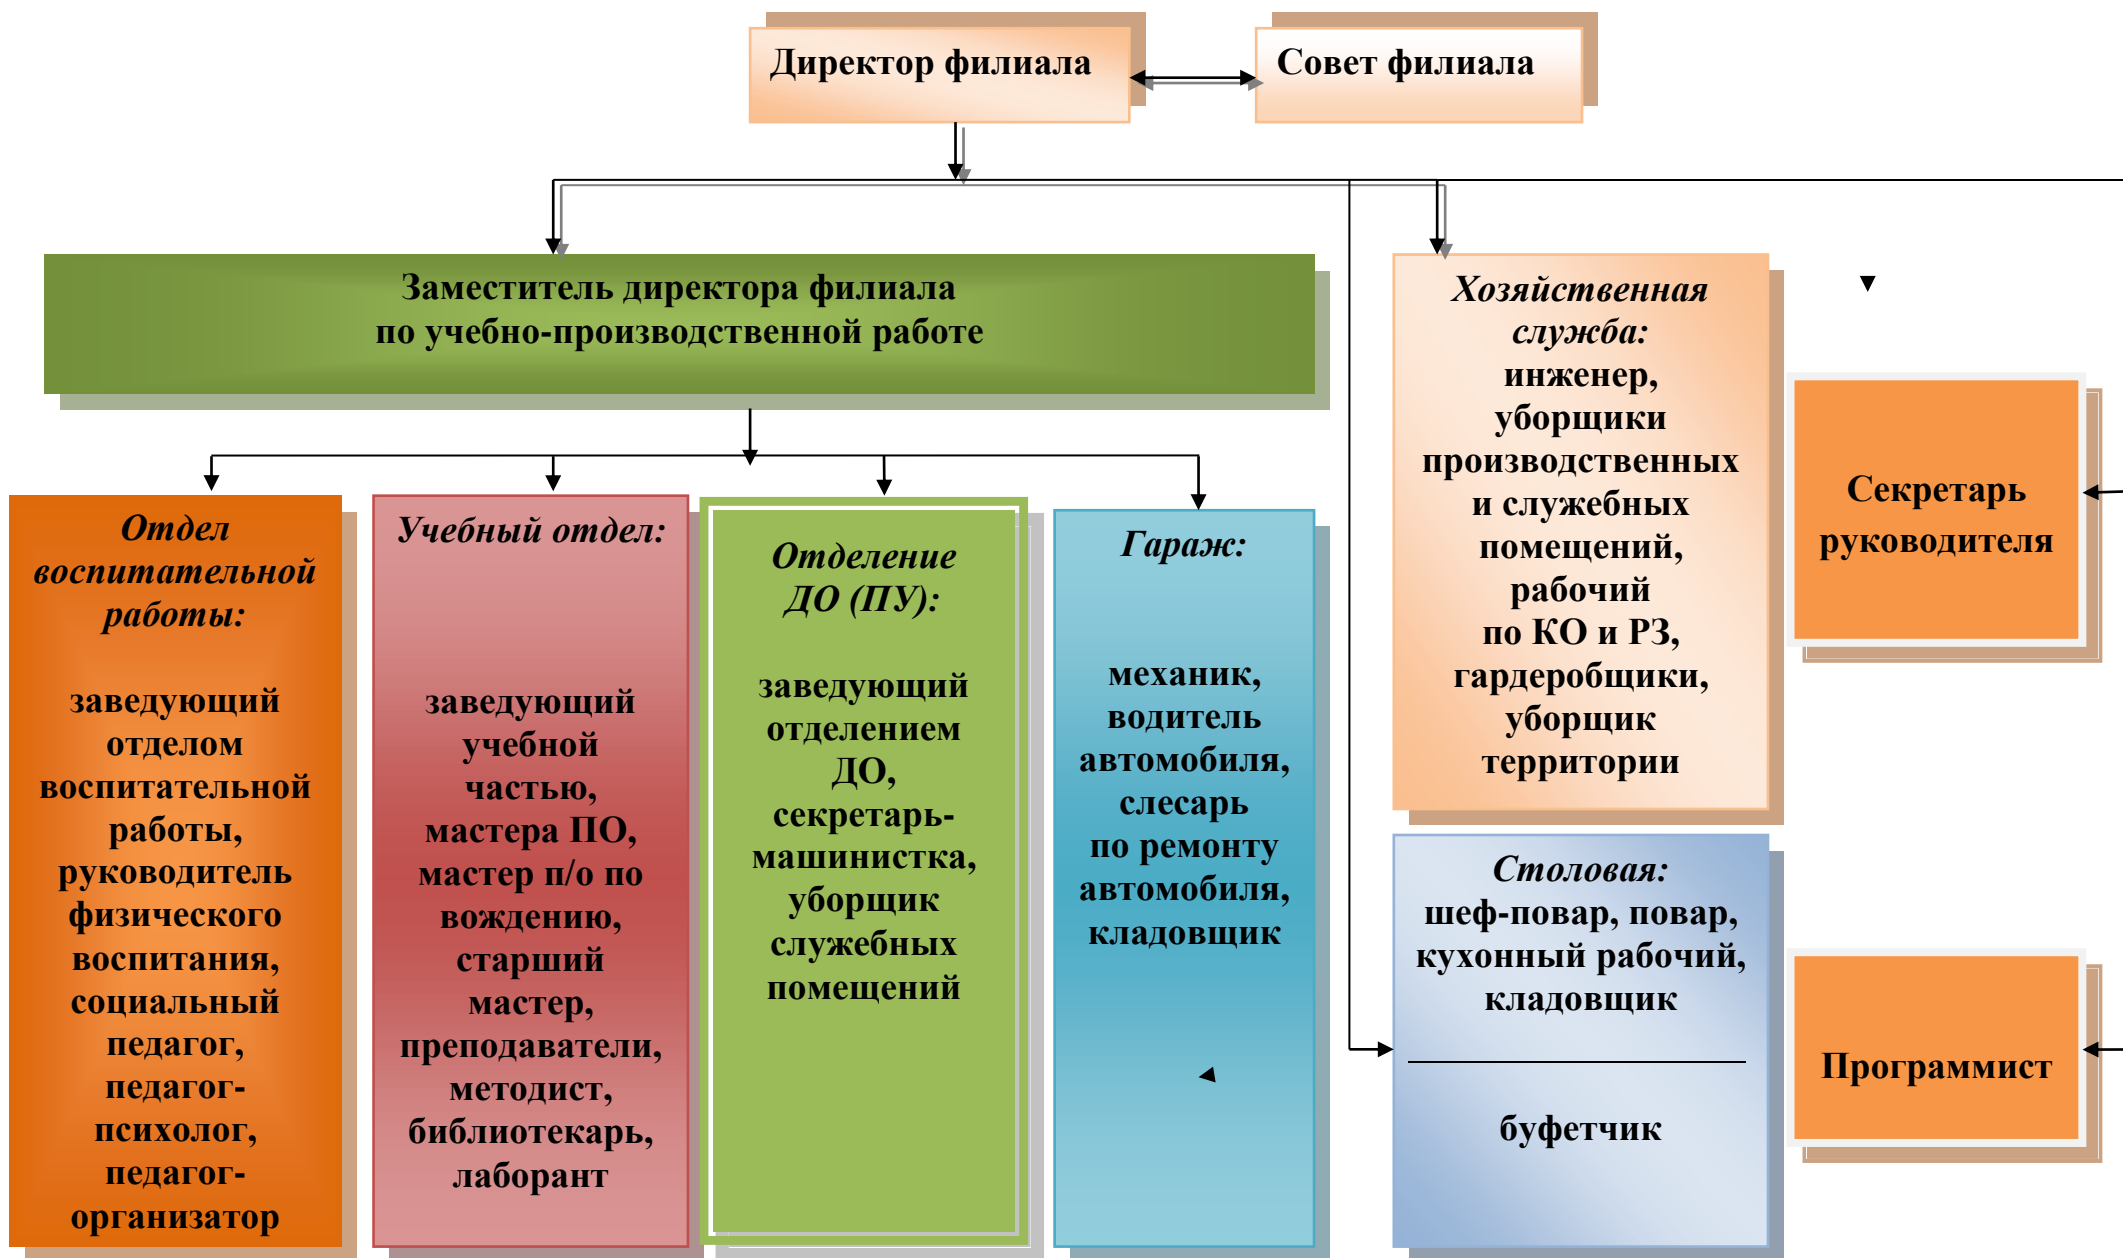 Директор филиала
Совет филиала
Заместитель директора филиала
по учебно-производственной работе
Отдел
воспитательной
работы:
заведующий
отделом
воспитательной
работы,
руководитель
физического
воспитания,
социальный
педагог,
педагог-
психолог,
педагог-
организатор
Учебный отдел:
заведующий
учебной
частью,
мастера ПО,
мастер п/о по
вождению,
старший
мастер,
преподаватели,
методист,
библиотекарь,
лаборант
Отделение
ДО (ПУ):
заведующий
отделением
ДО,
секретарь-
машинистка,
уборщик
служебных
помещений
Гараж:
механик,
водитель
автомобиля,
слесарь
по ремонту
автомобиля,
кладовщик
Хозяйственная
служба:
инженер,
уборщики
производственных
и служебных
помещений,
рабочий
по КО и РЗ,
гардеробщики,
уборщик
территории
Столовая:
шеф-повар, повар,
кухонный рабочий,
кладовщик
буфетчик
Секретарь
руководителя
Программист